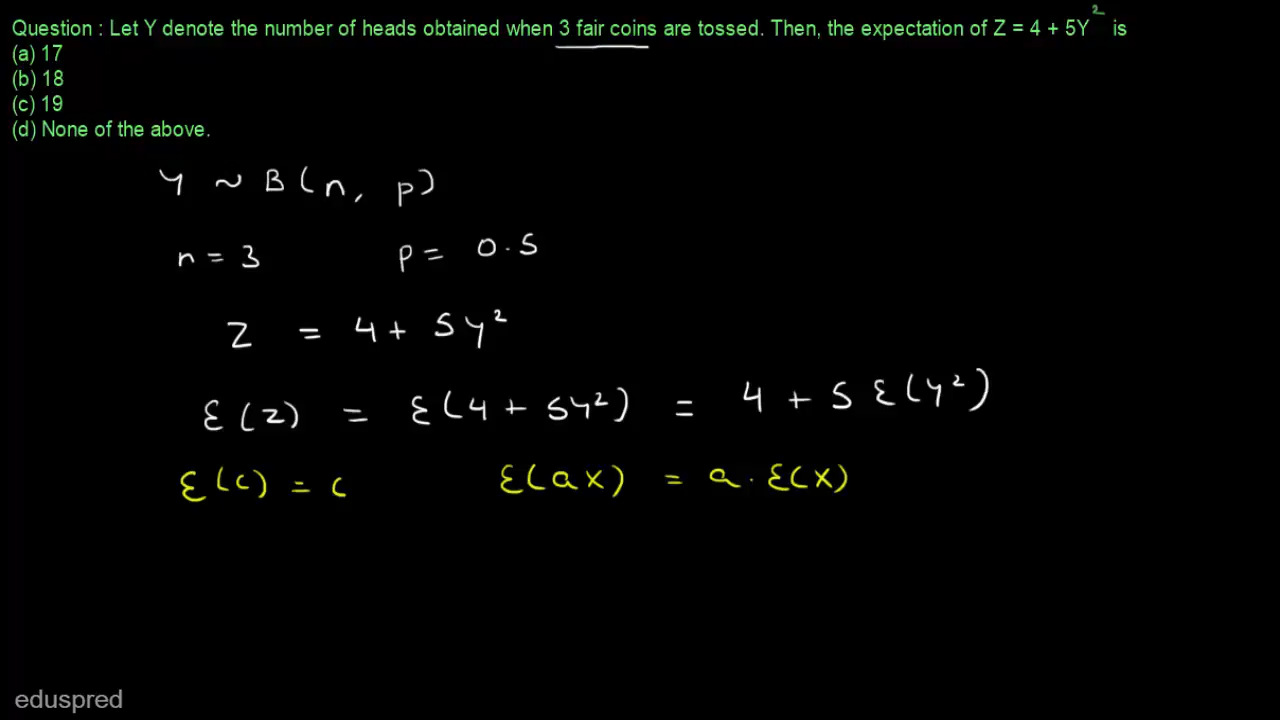 Question : Let Y denote the number of heads obtained when 3 fair coins are tossed. Then, the expectation of Z = 4 + 5Y² is
(a) 17
(b) 18
(c) 19
(d) None of the above.
Y ~ B(n, p)
n = 3 p = 0.5
Z = 4 + 5Y²
E(Z) = E(4 + 5Y²) = 4 + 5 E(Y²)
E(c) = c E(ax) = a. E(x)
eduspred